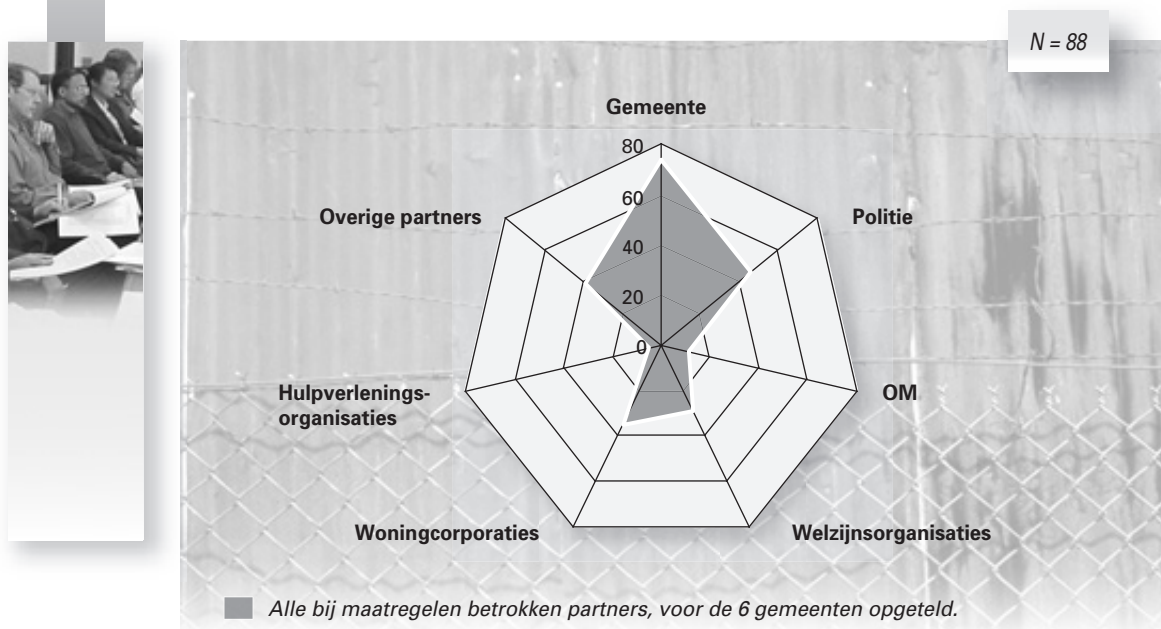 N = 88
Gemeente
80
60
40
20
0
Overige partners
Politie
Hulpverlenings-
organisaties
OM
Woningcorporaties
Welzijnsorganisaties
Alle bij maatregelen betrokken partners, voor de 6 gemeenten opgeteld.